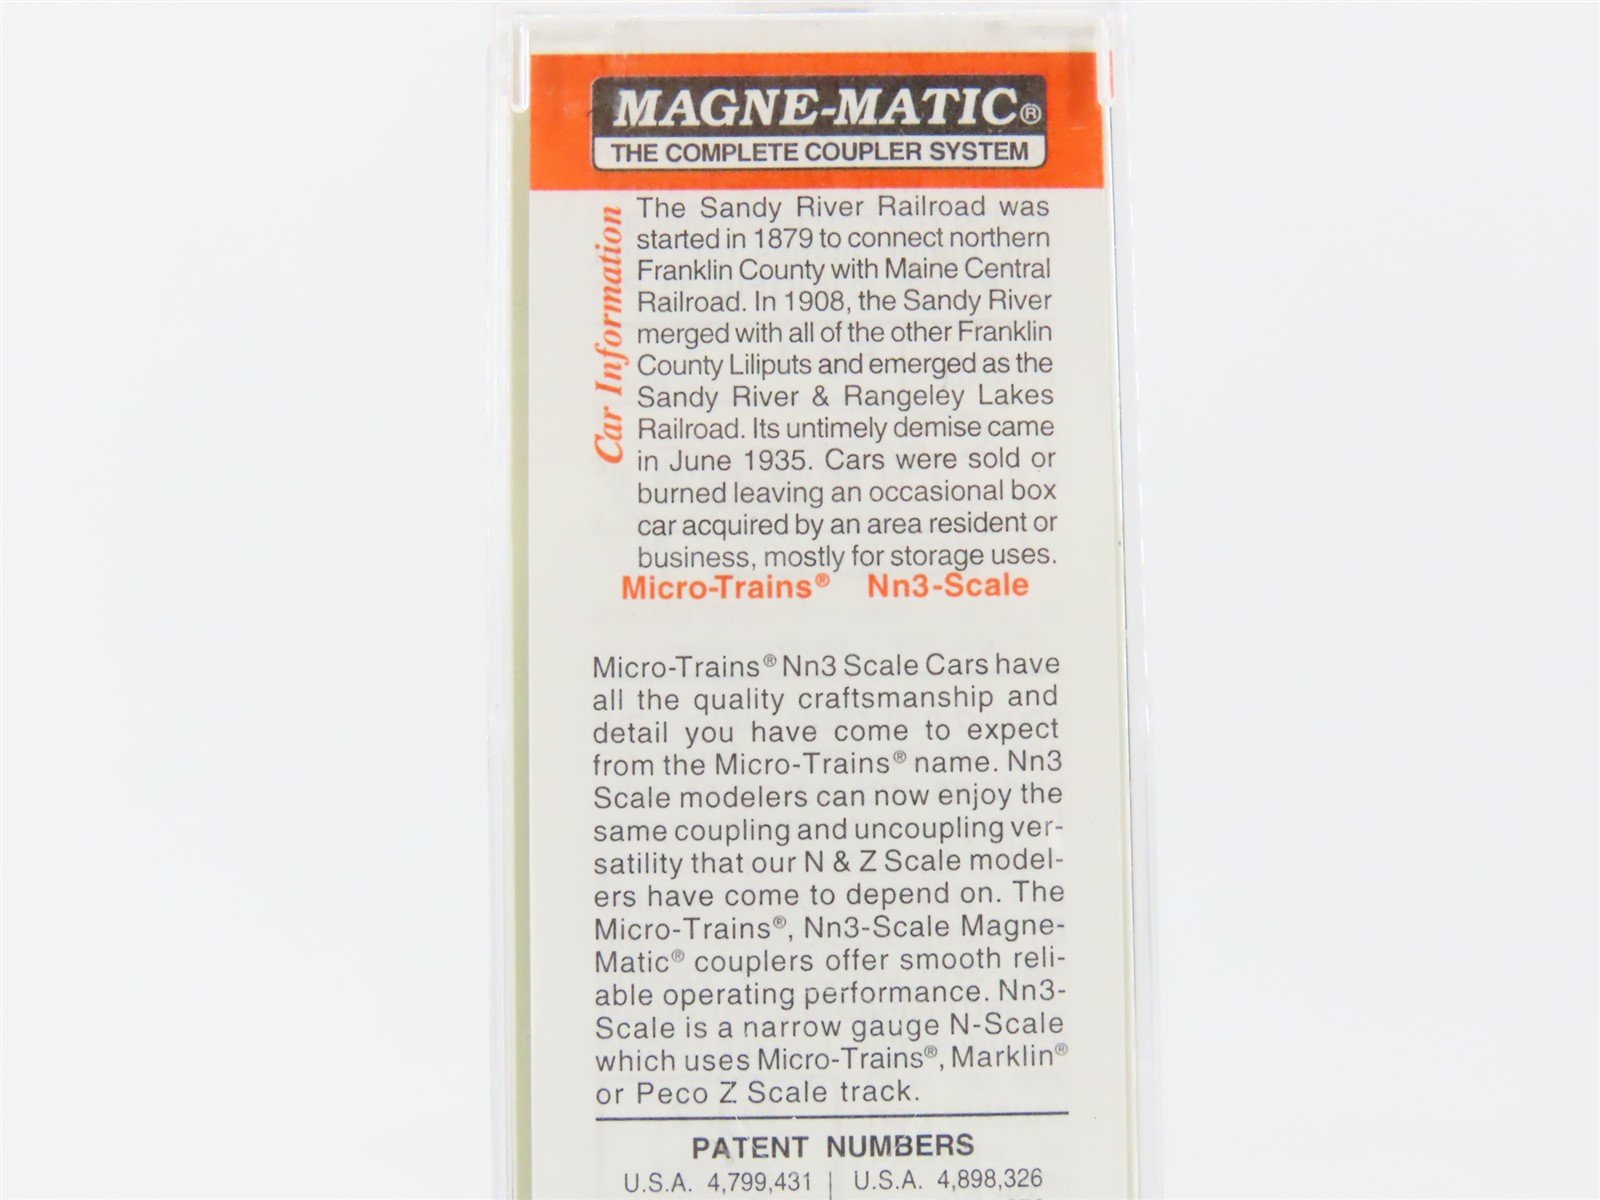 MAGNE-MATIC®
THE COMPLETE COUPLER SYSTEM
Car Information
The Sandy River Railroad was
started in 1879 to connect northern
Franklin County with Maine Central
Railroad. In 1908, the Sandy River
merged with all of the other Franklin
County Liliputs and emerged as the
Sandy River & Rangeley Lakes
Railroad. Its untimely demise came
in June 1935. Cars were sold or
burned leaving an occasional box
car acquired by an area resident or
business, mostly for storage uses.
Micro-Trains® Nn3-Scale
Micro-Trains® Nn3 Scale Cars have
all the quality craftsmanship and
detail you have come to expect
from the Micro-Trains® name. Nn3
Scale modelers can now enjoy the
same coupling and uncoupling ver-
satility that our N & Z Scale model-
ers have come to depend on. The
Micro-Trains®, Nn3-Scale Magne-
Matic® couplers offer smooth reli-
able operating performance. Nn3-
Scale is a narrow gauge N-Scale
which uses Micro-Trains®, Marklin®
or Peco Z Scale track.
PATENT NUMBERS
U.S.A. 4,799,431 | U.S.A. 4,898,326